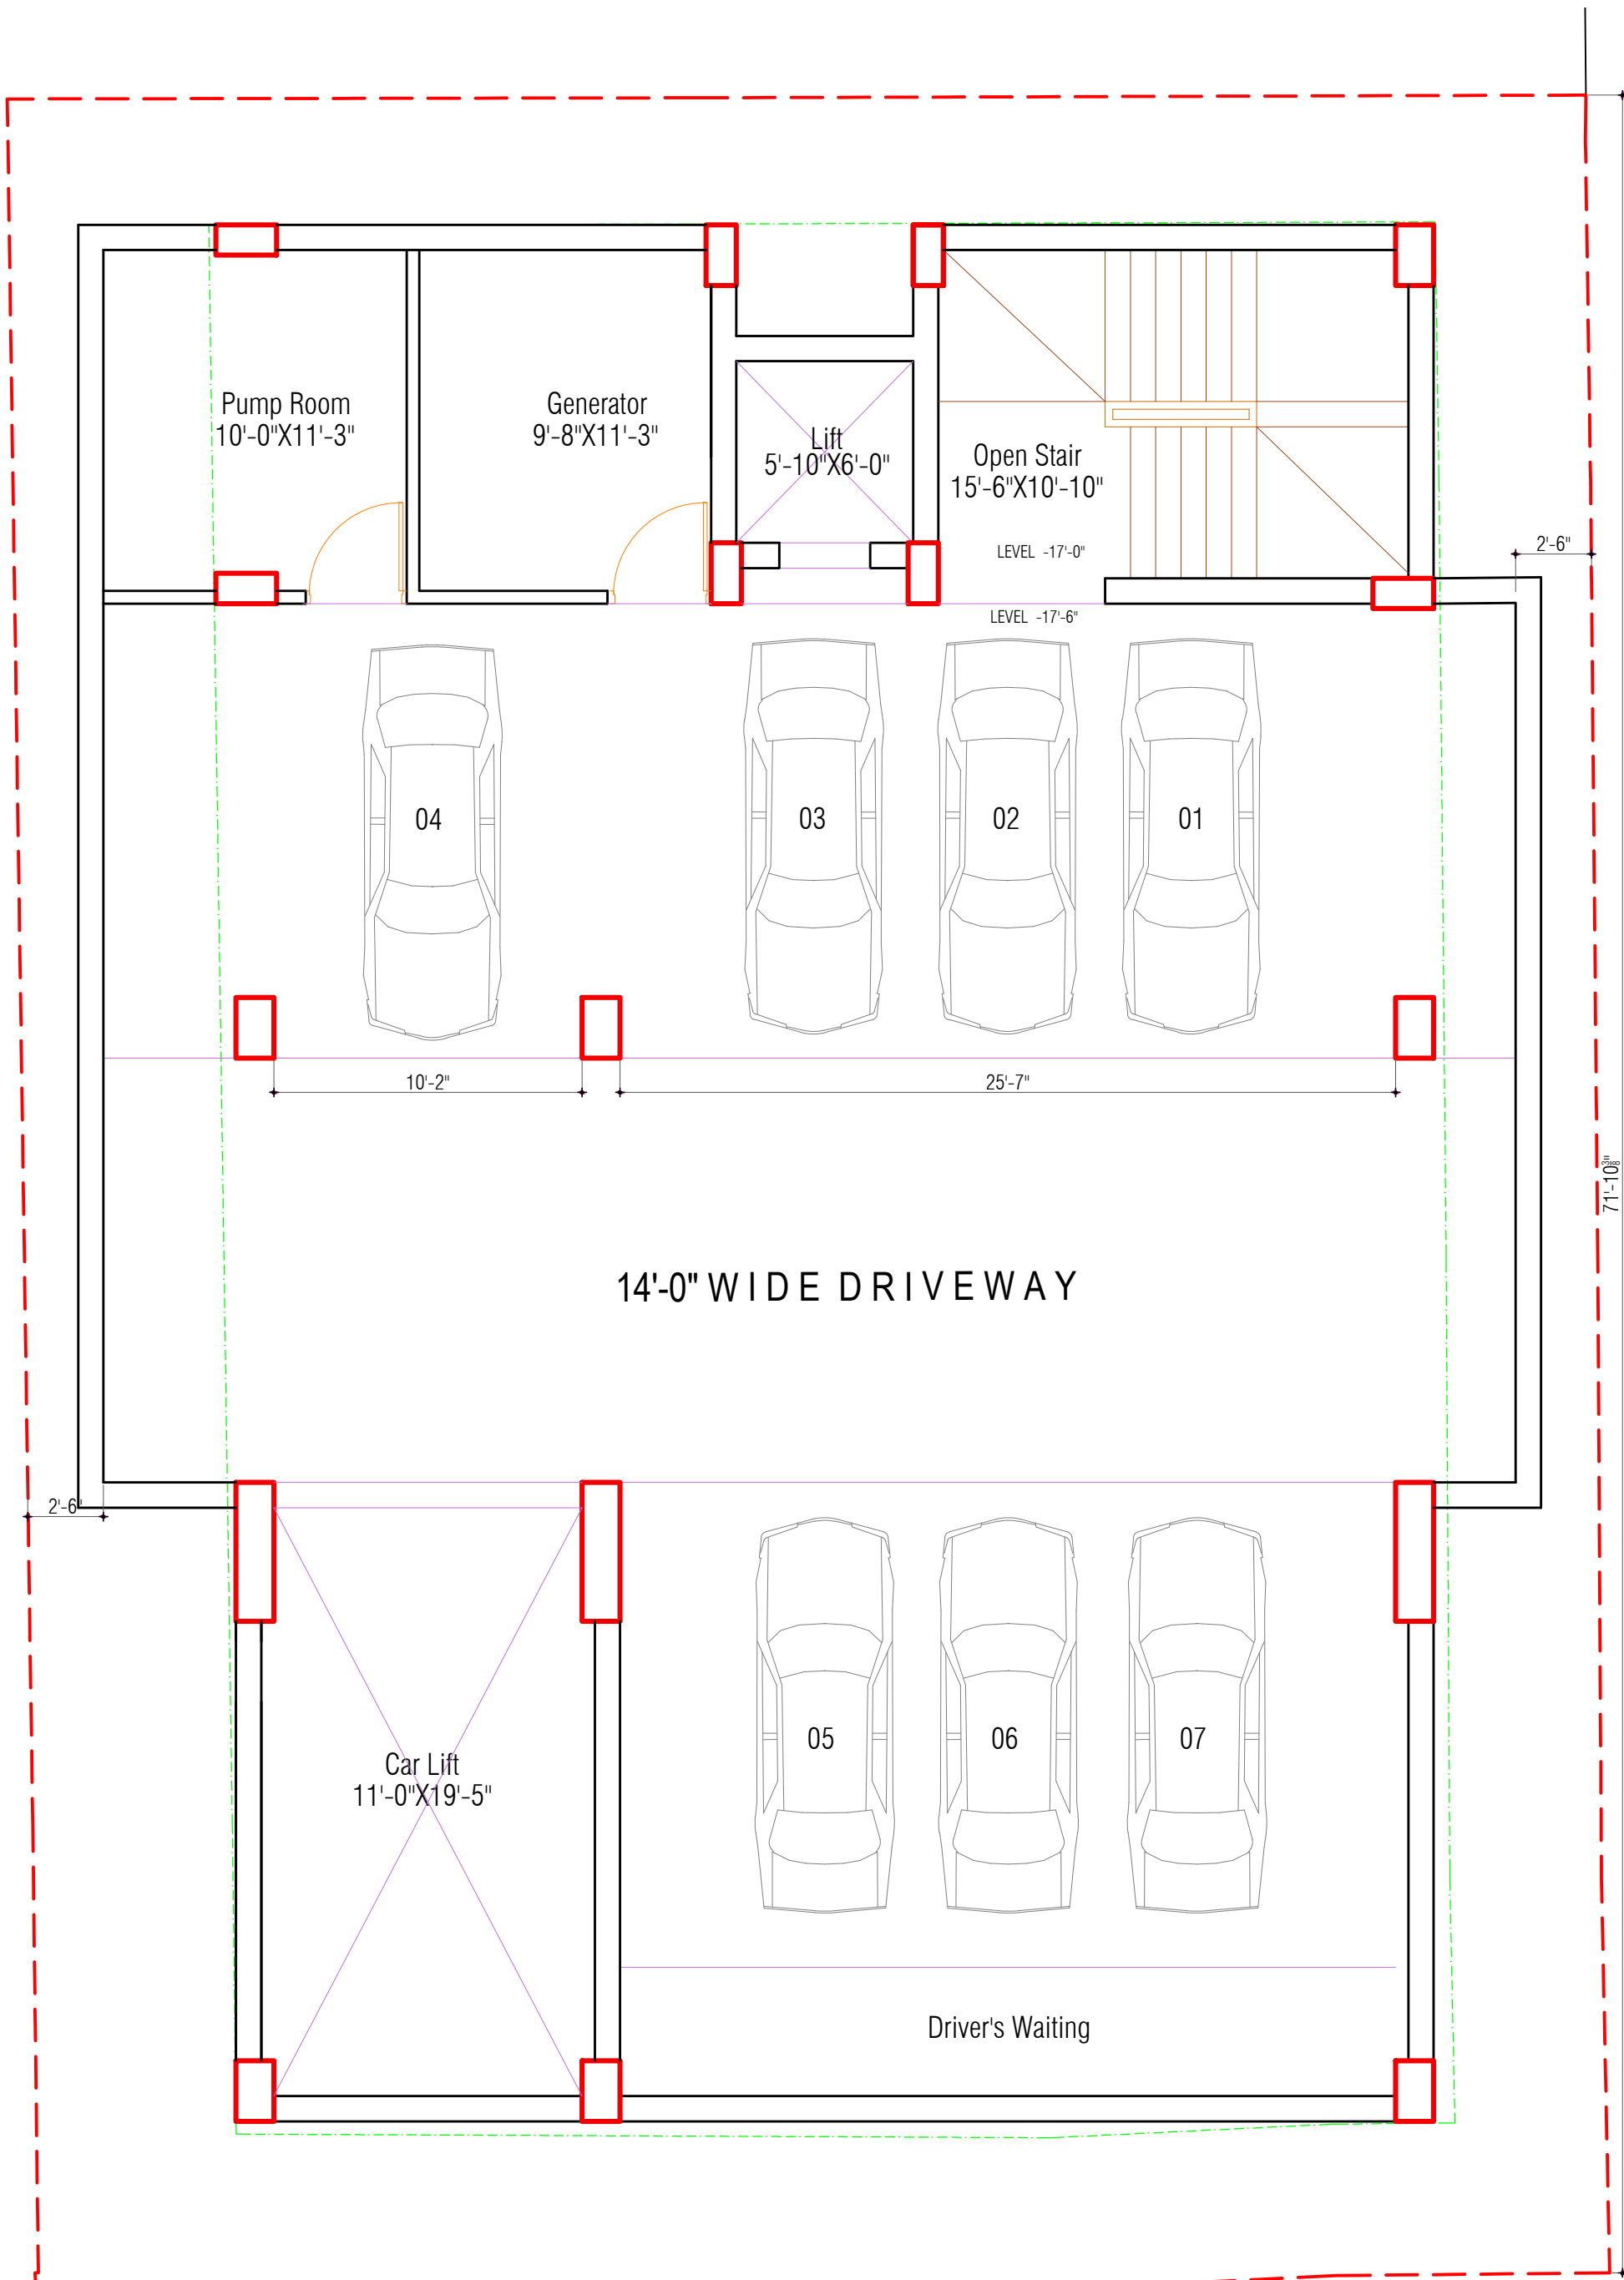 Pump Room
10'-0"X11'-3"
Generator
9'-8"X11'-3"
Lift
5'-10"X6'-0"
Open Stair
15'-6"X10'-10"
LEVEL -17'-0"
2'-6"
LEVEL -17'-6"
04
03
02
01
10'-2"
25'-7"
71'-10⅜"
14'-0" WIDE DRIVEWAY
2'-6"
05
06
07
Car Lift
11'-0"X19'-5"
Driver's Waiting